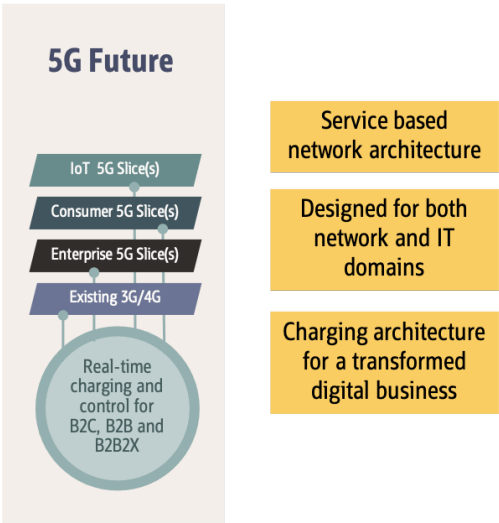 5G Future
IoT 5G Slice(s)
Consumer 5G Slice(s)
Enterprise 5G Slice(s)
Existing 3G/4G
Real-time
charging and
control for
B2C, B2B and
B2B2X
Service based
network architecture
Designed for both
network and IT
domains
Charging architecture
for a transformed
digital business